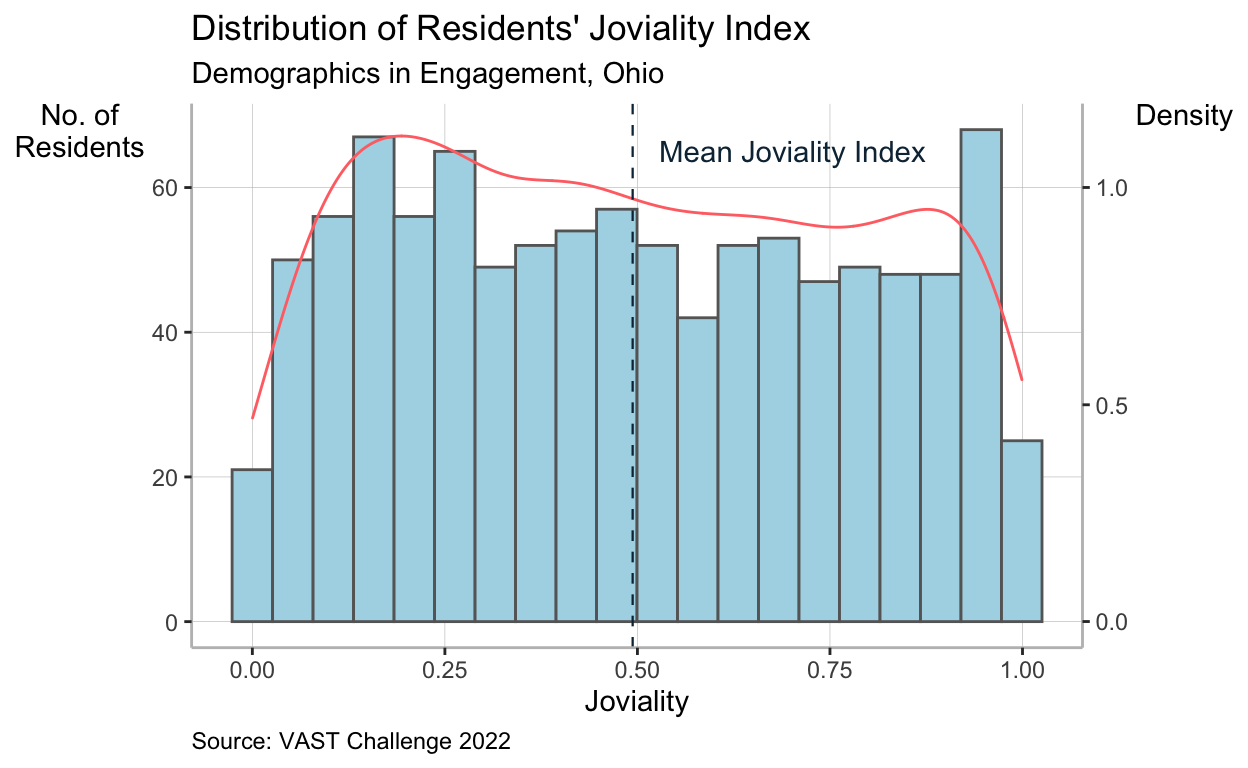 Distribution of Residents' Joviality Index
Demographics in Engagement, Ohio
No. of
Residents
Density
Mean Joviality Index
60
40
20
0
1.0
0.5
0.0
0.00 0.25 0.50 0.75 1.00
Joviality
Source: VAST Challenge 2022